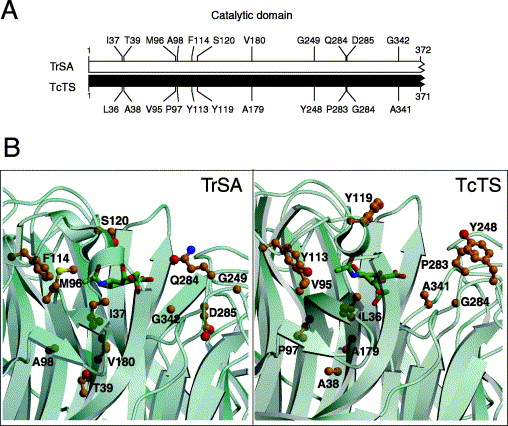 A
Catalytic domain
I37 T39 M96 A98 F114 S120 V180 G249 Q284 D285 G342
1 372
TrSA
TcTS
1 371
L36 A38 V95 P97 Y113 Y119 A179 Y248 P283 G284 A341
B
TrSA
S120
F114
M96
Q284
G249
I37
G342
D285
A98
V180
T39
TcTS
Y119
Y248
Y113
P283
V95
A341
G284
L36
P97
A179
A38